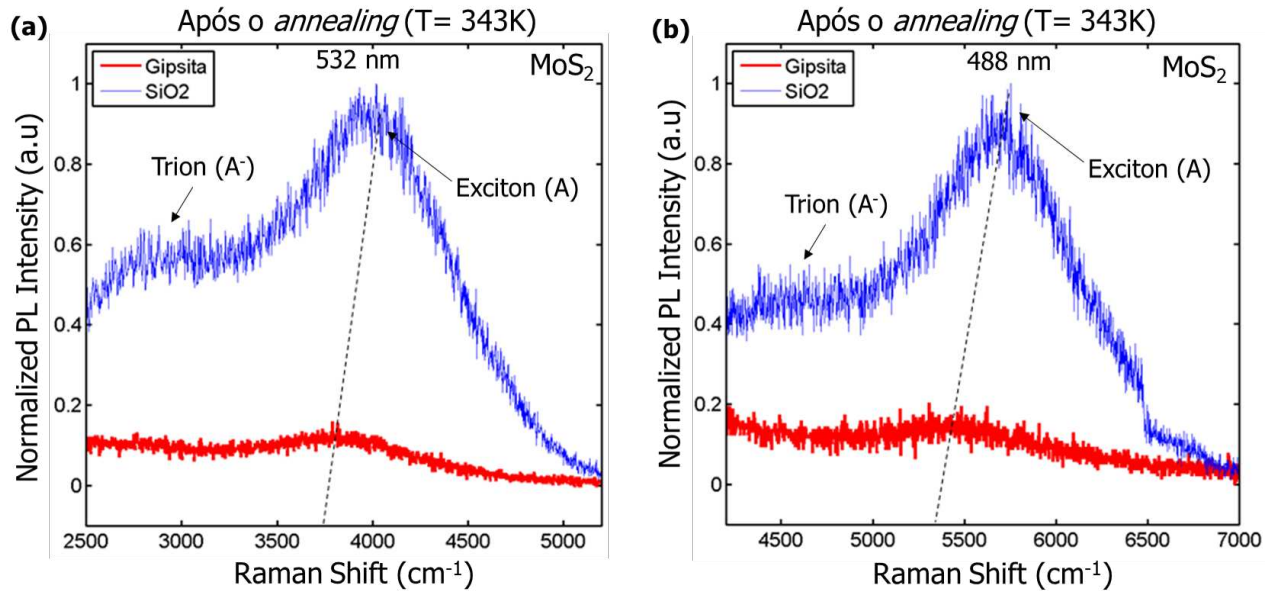 (a)
Após o annealing (T= 343K)
532 nm
MoS₂
Gipsita
SiO2
Trion (A⁻)
Exciton (A)
Normalized PL Intensity (a.u)
1
0.8
0.6
0.4
0.2
0
2500 3000 3500 4000 4500 5000
Raman Shift (cm⁻¹)
(b)
Após o annealing (T= 343K)
488 nm
MoS₂
Gipsita
SiO2
Trion (A⁻)
Exciton (A)
Normalized PL Intensity (a.u)
1
0.8
0.6
0.4
0.2
0
4500 5000 5500 6000 6500 7000
Raman Shift (cm⁻¹)